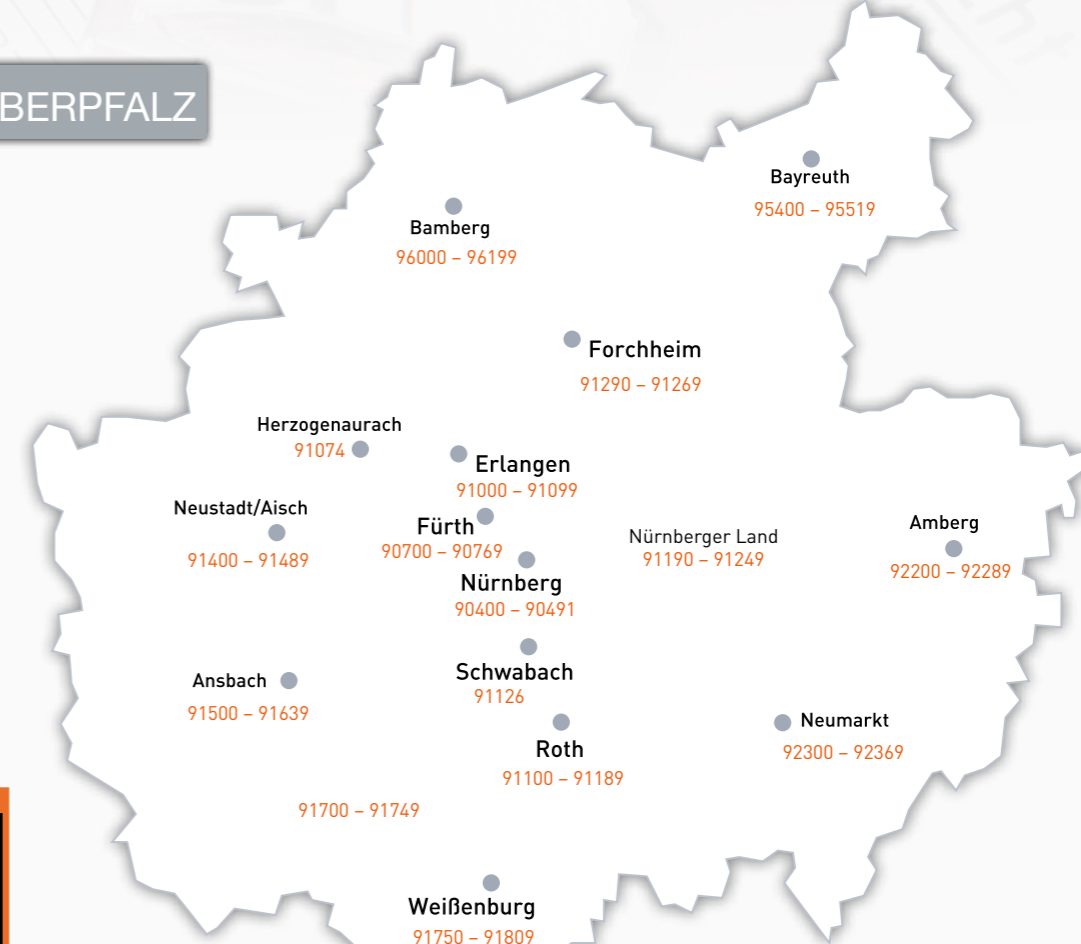 BERPFALZ
Bayreuth
95400 – 95519
Bamberg
96000 – 96199
Forchheim
91290 – 91269
Herzogenaurach
91074
Erlangen
91000 – 91099
Neustadt/Aisch
91400 – 91489
Fürth
90700 – 90769
Nürnberger Land
91190 – 91249
Amberg
92200 – 92289
Nürnberg
90400 – 90491
Schwabach
91126
Ansbach
91500 – 91639
Roth
91100 – 91189
Neumarkt
92300 – 92369
91700 – 91749
Weißenburg
91750 – 91809